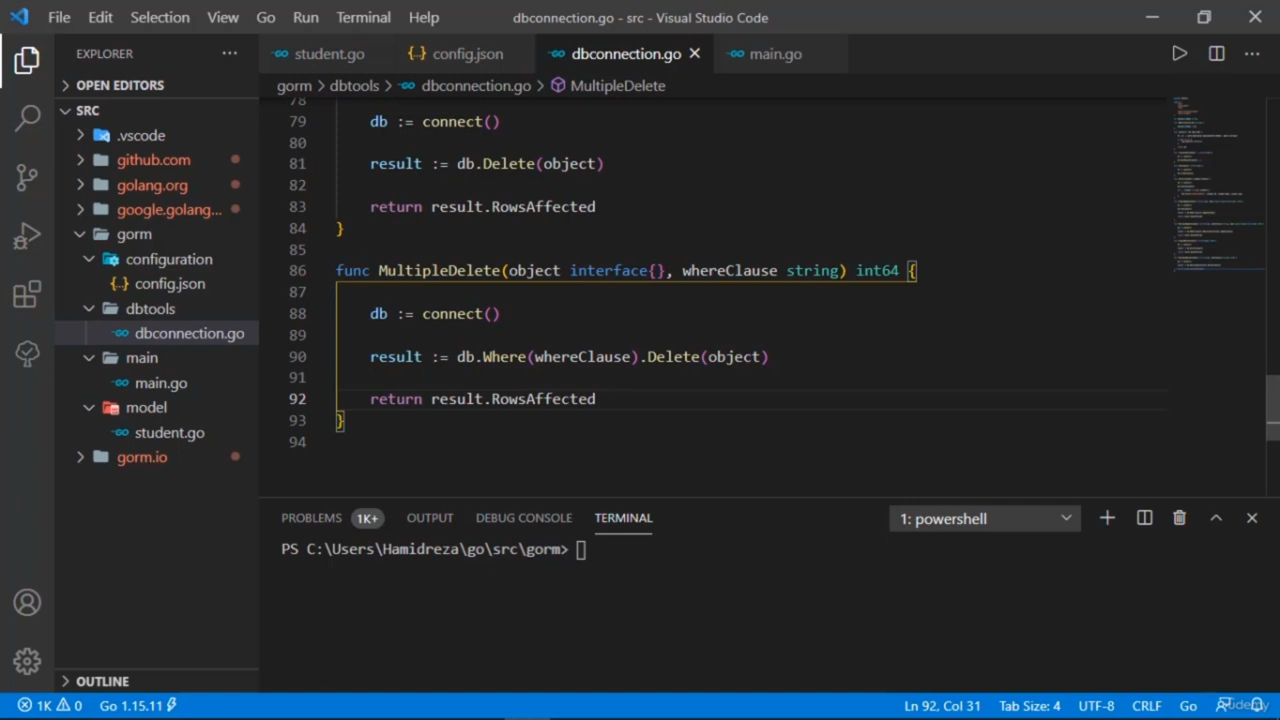 File Edit Selection View Go Run Terminal Help dbconnection.go - src - Visual Studio Code
EXPLORER
OPEN EDITORS
SRC
.vscode
github.com
golang.org
google.golang...
gorm
configuration
{.} config.json
dbtools
dbconnection.go
main
main.go
model
student.go
gorm.io
OUTLINE
student.go {.} config.json dbconnection.go main.go
gorm > dbtools > dbconnection.go > MultipleDelete
78
79 db := connect()
80
81 result := db.Delete(object)
82
83 return result.RowsAffected
84 }
85
86 func MultipleDelete(object interface{}, whereClause string) int64 {
87
88 db := connect()
89
90 result := db.Where(whereClause).Delete(object)
91
92 return result.RowsAffected
93 }
94
PROBLEMS 1K+ OUTPUT DEBUG CONSOLE TERMINAL 1: powershell
PS C:\Users\Hamidreza\go\src\gorm>
1K 0 Go 1.15.11 Ln 92, Col 31 Tab Size: 4 UTF-8 CRLF Go